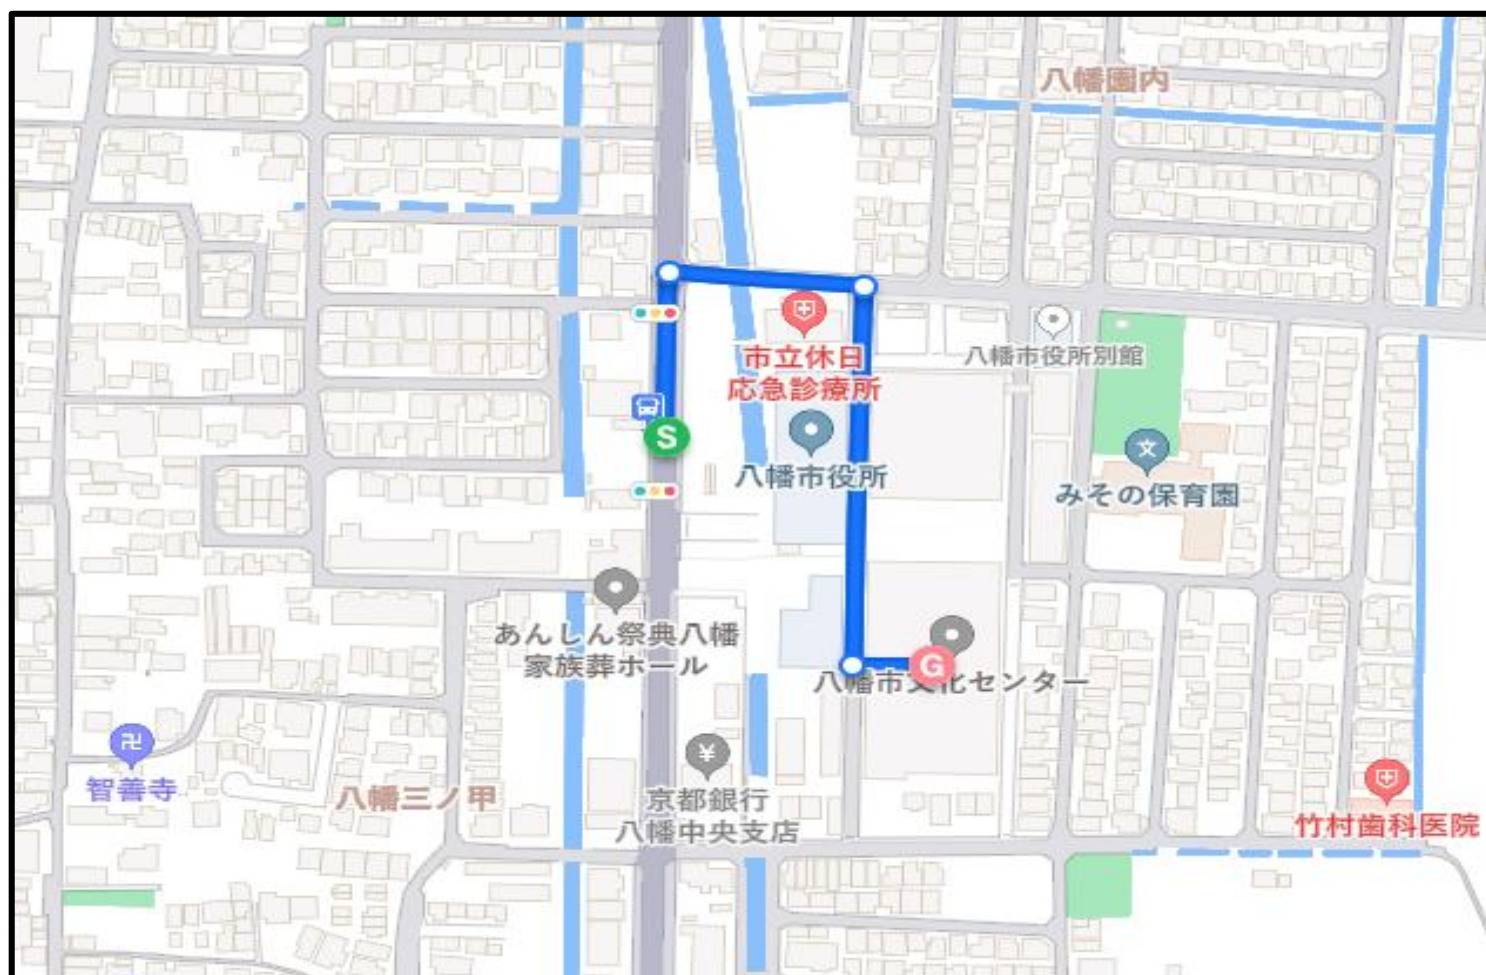 八幡園内
市立休日
応急診療所
八幡市役所別館
S
八幡市役所
文
みその保育園
あんしん祭典八幡
家族葬ホール
G
八幡市文化センター
卍
智善寺
¥
八幡三ノ甲
京都銀行
八幡中央支店
竹村歯科医院